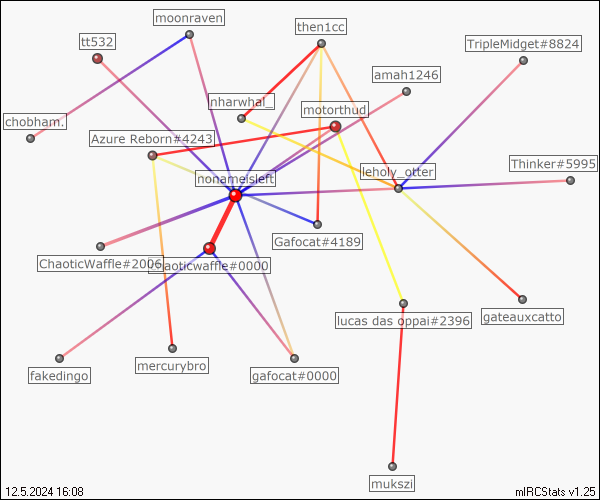 moonraven
then1cc
tt532
TripleMidget#8824
amah1246
nharwhal_
motorthud
chobham.
Azure Reborn#4243
Thinker#5995
leholy_otter
nonameisleft
Gafocat#4189
ChaoticWaffle#2006
chaoticwaffle#0000
lucas das oppai#2396
gateauxcatto
mercurybro
fakedingo
gafocat#0000
mukszi
12.5.2024 16:08
mIRCStats v1.25